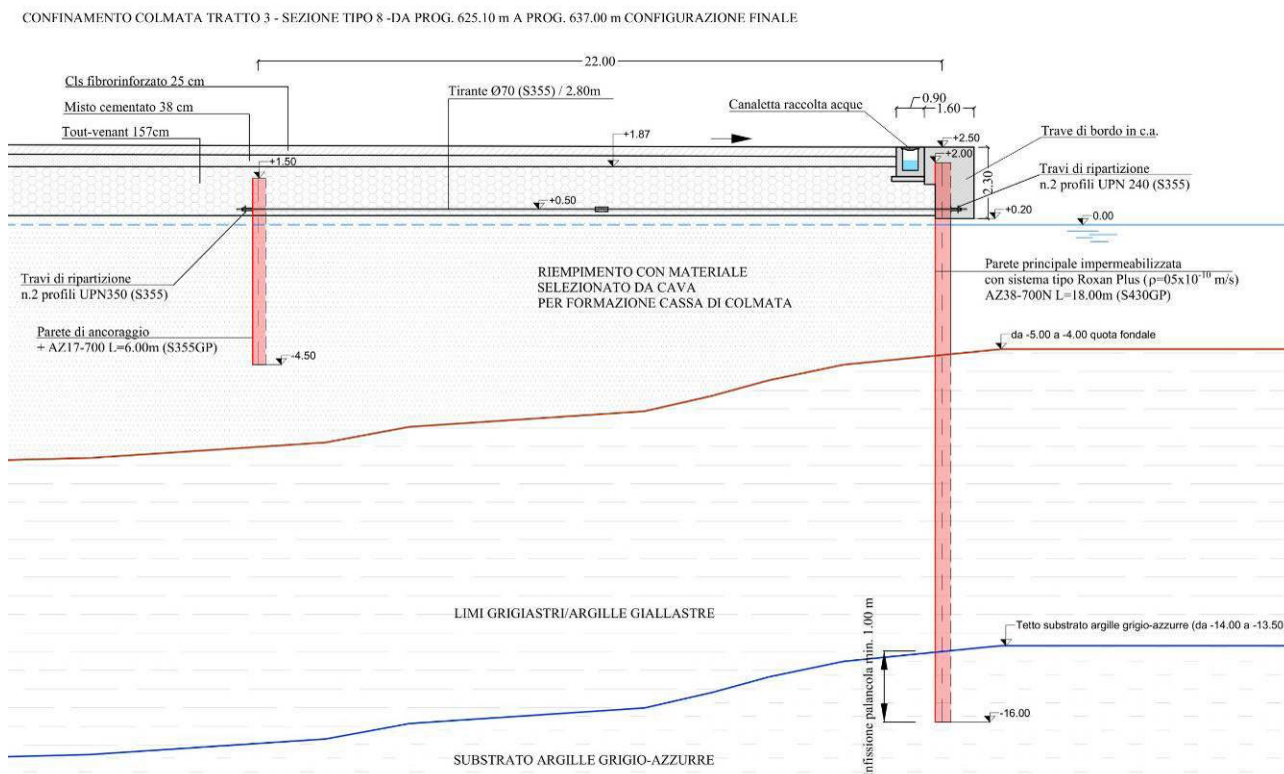 CONFINAMENTO COLMATA TRATTO 3 - SEZIONE TIPO 8 -DA PROG. 625.10 m A PROG. 637.00 m CONFIGURAZIONE FINALE
22.00
Cls fibrorinforzato 25 cm
Misto cementato 38 cm
Tout-venant 157cm
Tirante Ø70 (S355) / 2.80m
Canaletta raccolta acque
0.90
1.60
Trave di bordo in c.a.
+1.87
+2.50
+2.00
+1.50
2.30
Travi di ripartizione
n.2 profili UPN 240 (S355)
+0.50
+0.20
0.00
Travi di ripartizione
n.2 profili UPN350 (S355)
RIEMPIMENTO CON MATERIALE
SELEZIONATO DA CAVA
PER FORMAZIONE CASSA DI COLMATA
Parete principale impermeabilizzata
con sistema tipo Roxan Plus (ρ=05x10⁻¹⁰ m/s)
AZ38-700N L=18.00m (S430GP)
Parete di ancoraggio
+ AZ17-700 L=6.00m (S355GP)
-4.50
da -5.00 a -4.00 quota fondale
LIMI GRIGIASTRI/ARGILLE GIALLASTRE
nfissione palancola min. 1.00 m
Tetto substrato argille grigio-azzurre (da -14.00 a -13.50
-16.00
SUBSTRATO ARGILLE GRIGIO-AZZURRE